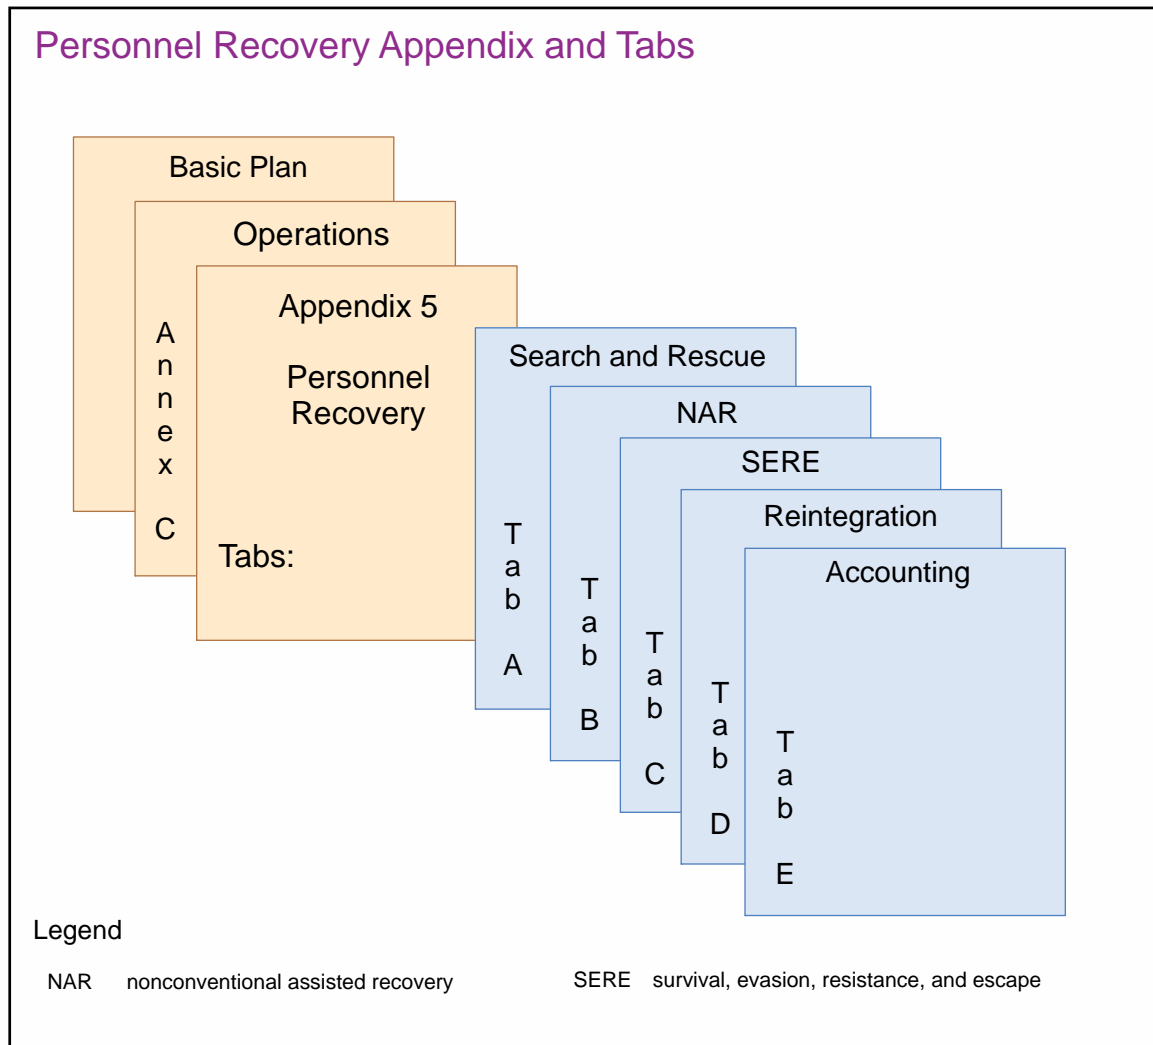 Personnel Recovery Appendix and Tabs
Basic Plan
Operations
Annex C
Appendix 5
Personnel
Recovery
Tabs:
Search and Rescue
Tab A
NAR
Tab B
SERE
Tab C
Reintegration
Tab D
Accounting
Tab E
Legend
NAR nonconventional assisted recovery
SERE survival, evasion, resistance, and escape